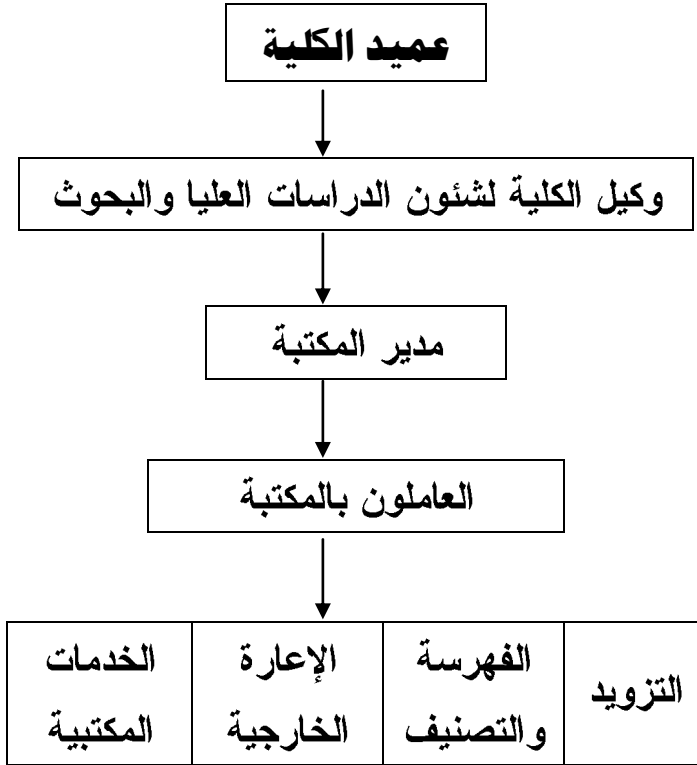 عميد الكلية
وكيل الكلية لشئون الدراسات العليا والبحوث
مدير المكتبة
العاملون بالمكتبة
التزويد
الفهرسة
والتصنيف
الإعارة
الخارجية
الخدمات
المكتبية